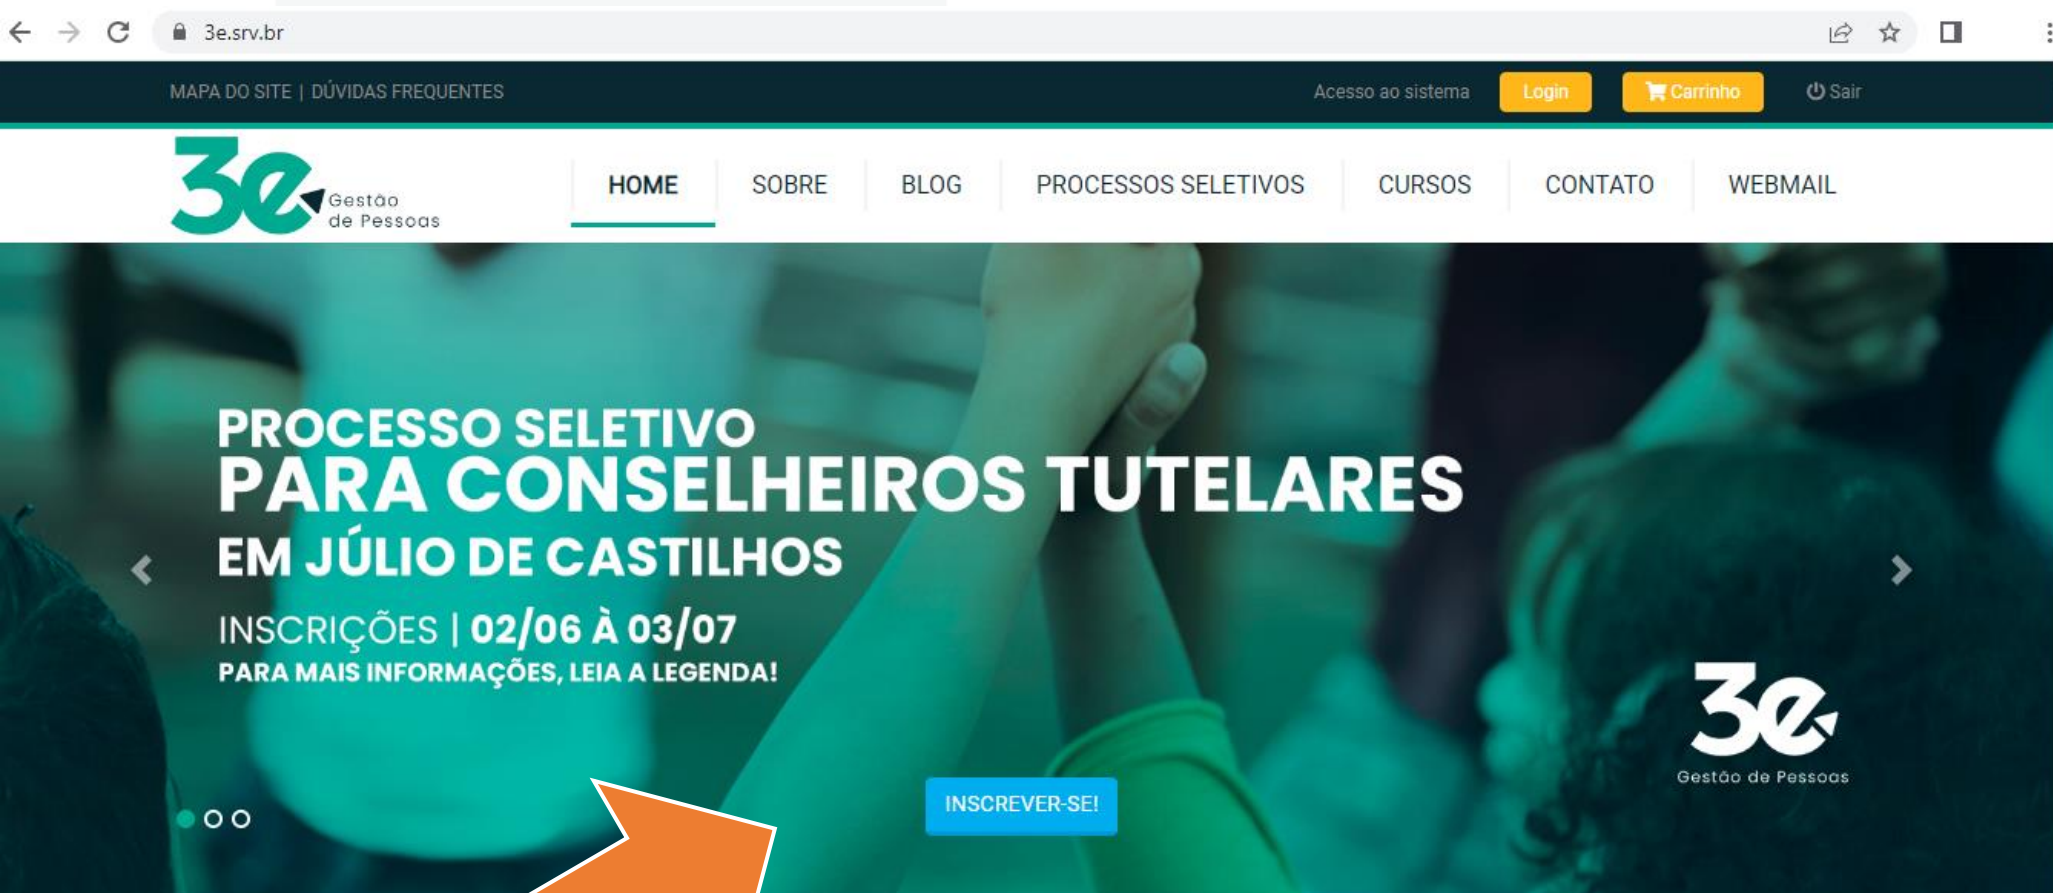 3e.srv.br
MAPA DO SITE | DÚVIDAS FREQUENTES
Acesso ao sistema
Login
Carrinho
Sair
3e
Gestão
de Pessoas
HOME
SOBRE
BLOG
PROCESSOS SELETIVOS
CURSOS
CONTATO
WEBMAIL
PROCESSO SELETIVO
PARA CONSELHEIROS TUTELARES
EM JÚLIO DE CASTILHOS
INSCRIÇÕES | 02/06 À 03/07
PARA MAIS INFORMAÇÕES, LEIA A LEGENDA!
3e
Gestão de Pessoas
INSCREVER-SE!